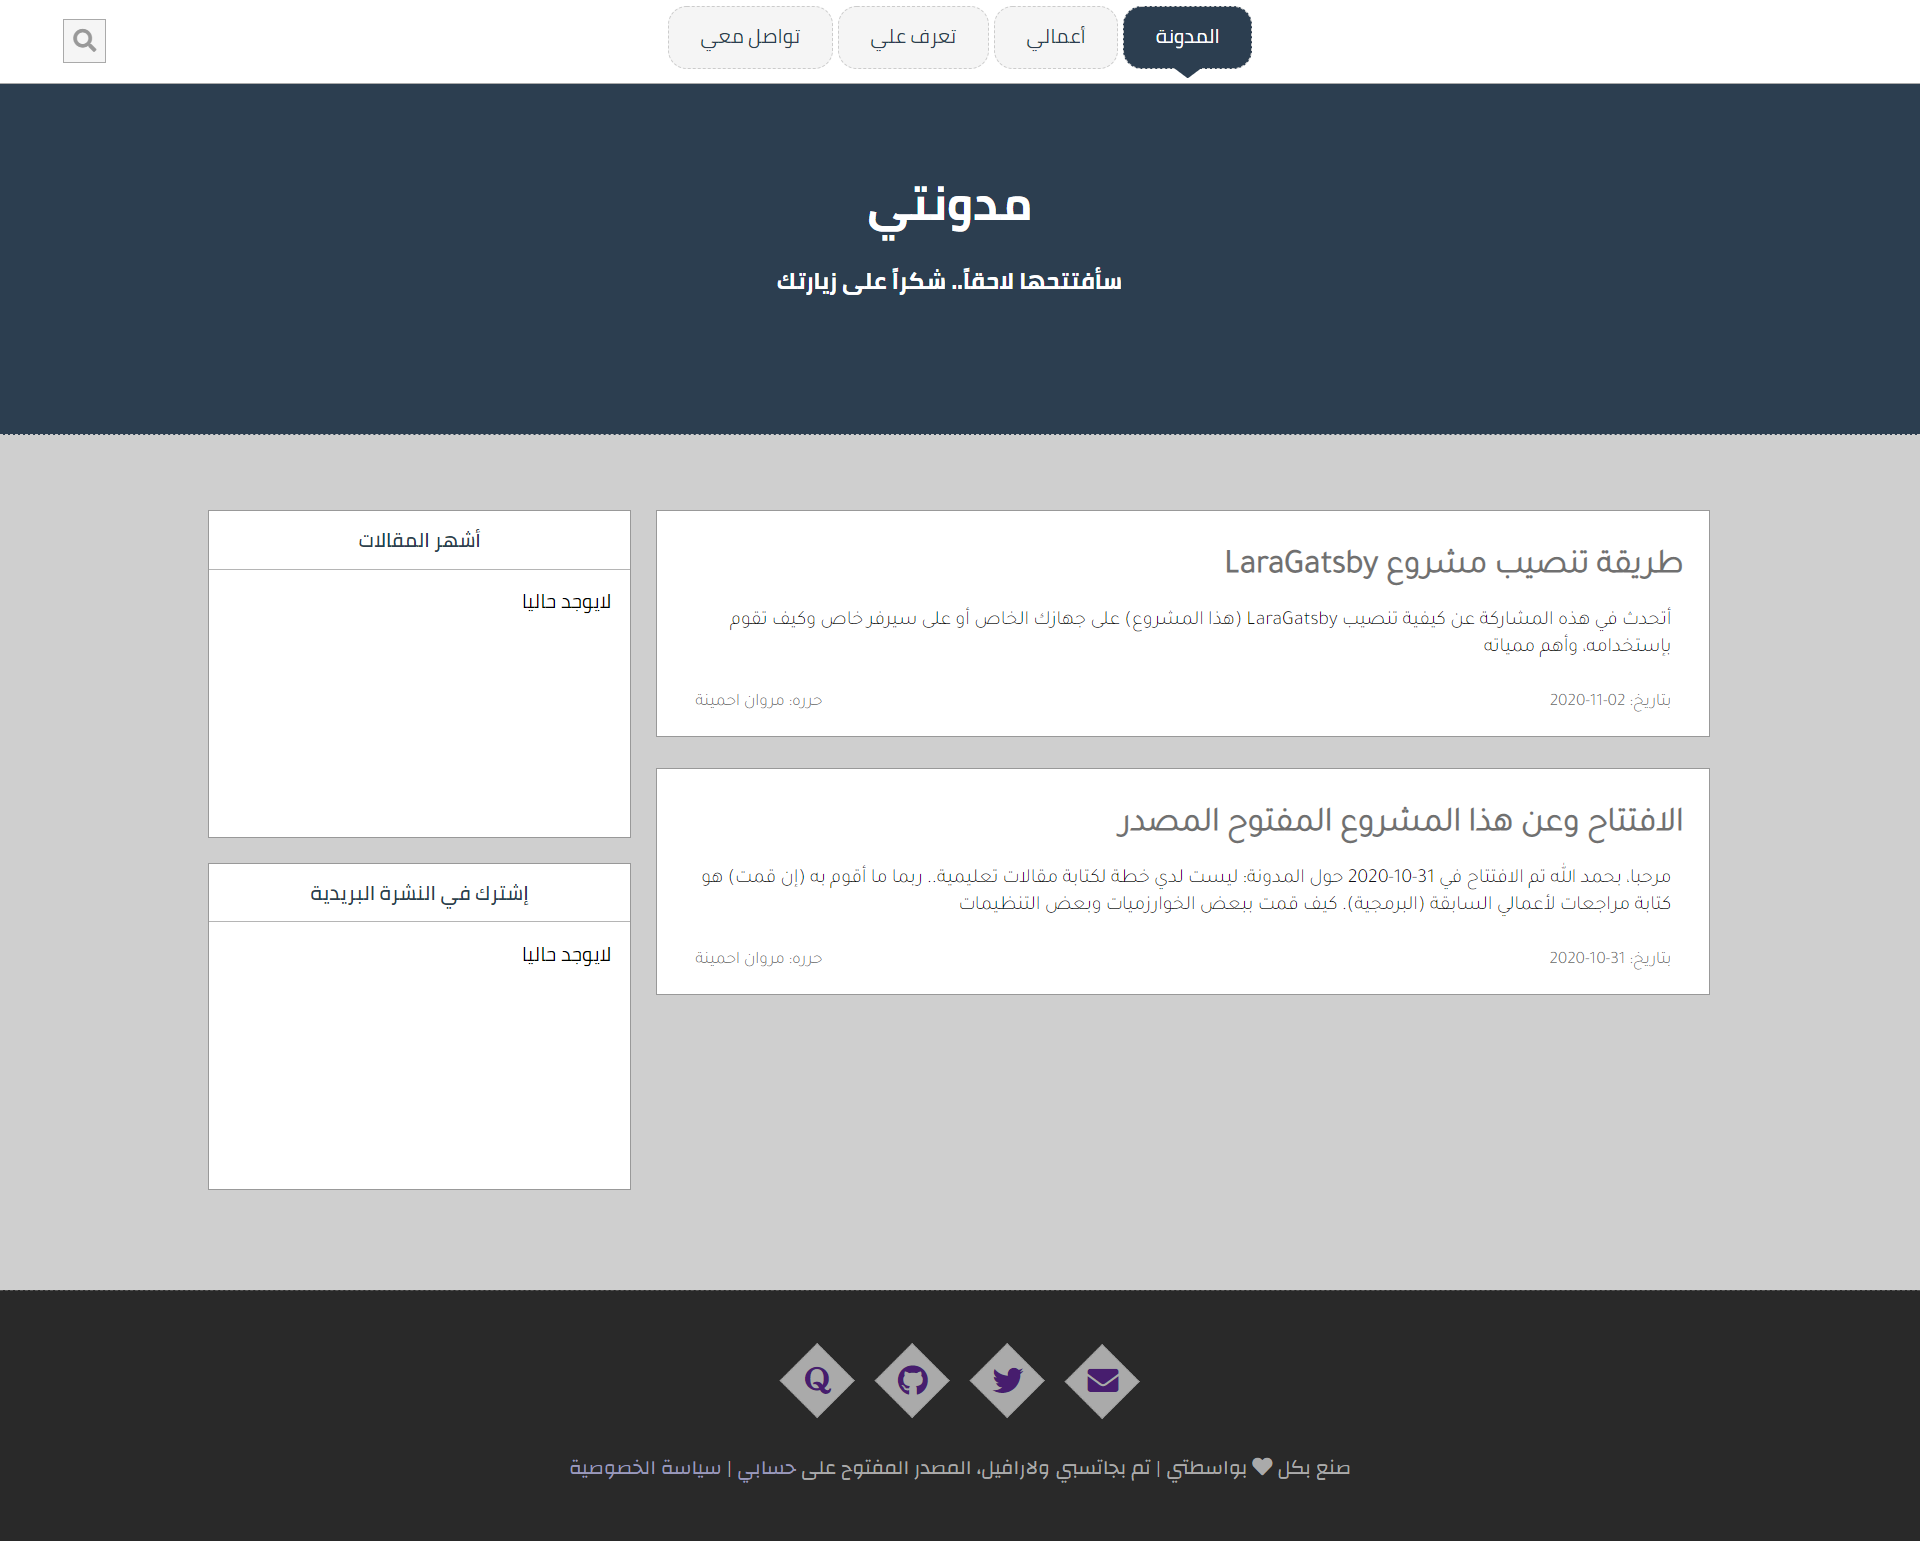 المدونة
أعمالي
تعرف علي
تواصل معي
مدونتي
سأفتتحها لاحقاً.. شكراً على زيارتك
طريقة تنصيب مشروع LaraGatsby
أتحدث في هذه المشاركة عن كيفية تنصيب LaraGatsby (هذا المشروع) على جهازك الخاص أو على سيرفر خاص وكيف تقوم
بإستخدامه، وأهم ممياته
بتاريخ: 02-11-2020
حرره: مروان احمينة
الافتتاح وعن هذا المشروع المفتوح المصدر
مرحبا، بحمد الله تم الافتتاح في 31-10-2020 حول المدونة: ليست لدي خطة لكتابة مقالات تعليمية.. ربما ما أقوم به (إن قمت) هو
كتابة مراجعات لأعمالي السابقة (البرمجية). كيف قمت ببعض الخوارزميات وبعض التنظيمات
بتاريخ: 31-10-2020
حرره: مروان احمينة
أشهر المقالات
لايوجد حاليا
إشترك في النشرة البريدية
لايوجد حاليا
صنع بكل بواسطتي | تم بجاتسبي ولارافيل، المصدر المفتوح على حسابي | سياسة الخصوصية